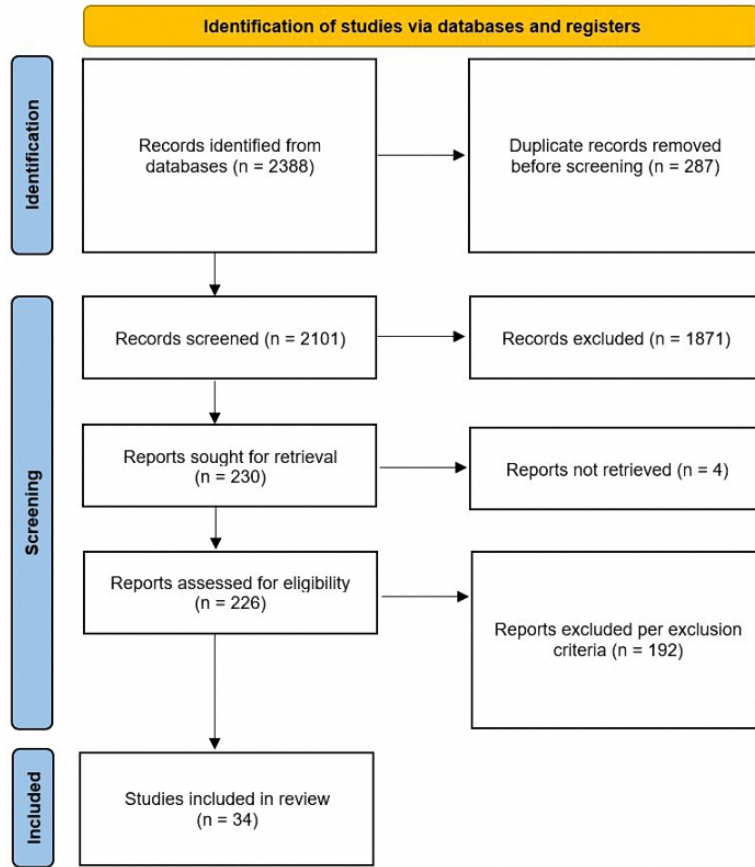 Identification of studies via databases and registers
Identification
Records identified from
databases (n = 2388)
Duplicate records removed
before screening (n = 287)
Screening
Records screened (n = 2101)
Records excluded (n = 1871)
Reports sought for retrieval
(n = 230)
Reports not retrieved (n = 4)
Reports assessed for eligibility
(n = 226)
Reports excluded per exclusion
criteria (n = 192)
Included
Studies included in review
(n = 34)